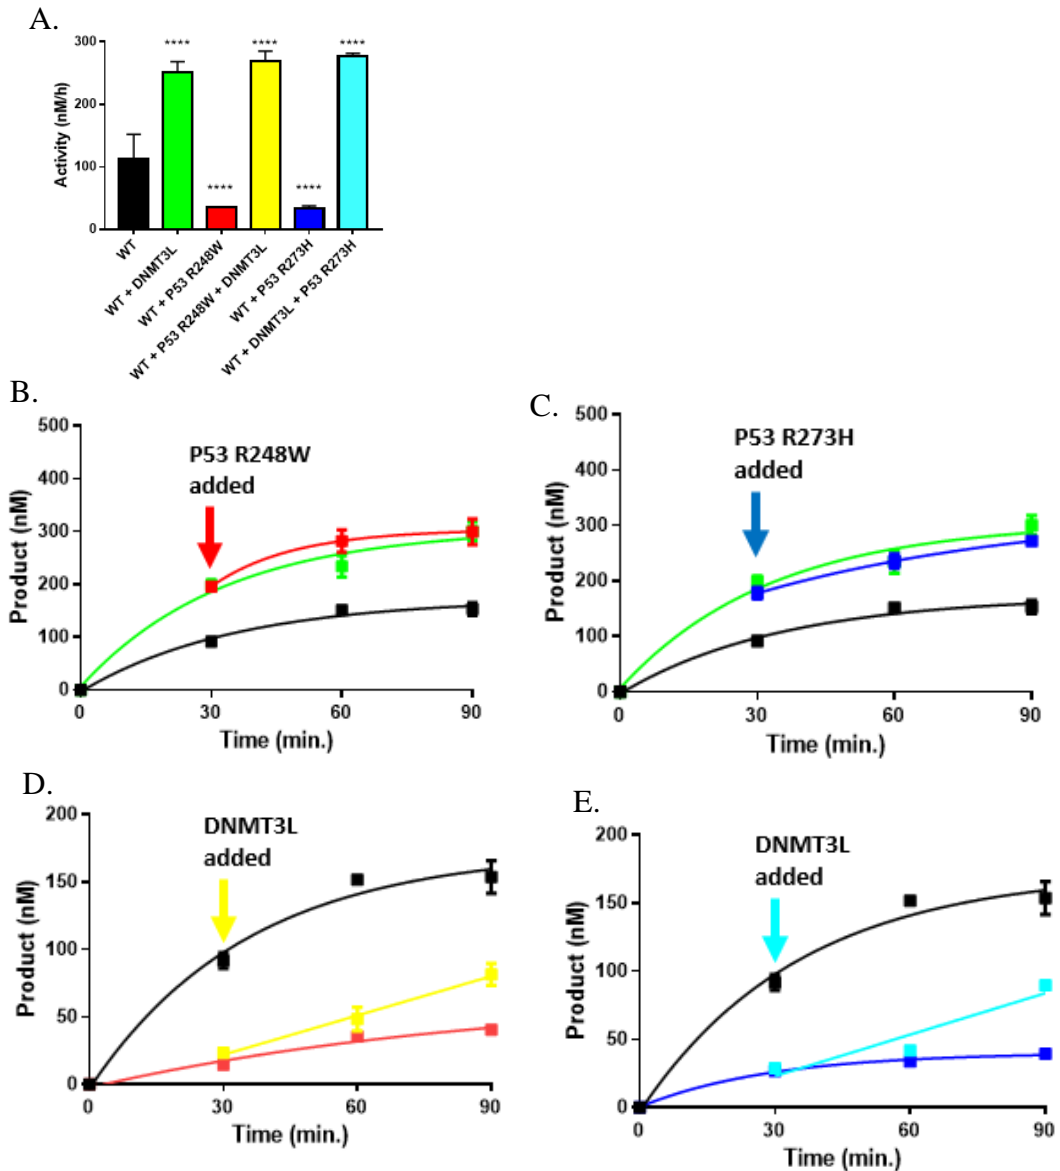 A.
Activity (nM/h)
300
200
100
0
**** **** **** **** ****
WT
WT + DNMT3L
WT + P53 R248W
WT + P53 R248W + DNMT3L
WT + P53 R273H
WT + DNMT3L + P53 R273H
B.
Product (nM)
500
400
300
200
100
0
P53 R248W
added
0 30 60 90
Time (min.)
C.
Product (nM)
500
400
300
200
100
0
P53 R273H
added
0 30 60 90
Time (min.)
D.
Product (nM)
200
150
100
50
0
DNMT3L
added
0 30 60 90
Time (min.)
E.
Product (nM)
200
150
100
50
0
DNMT3L
added
0 30 60 90
Time (min.)